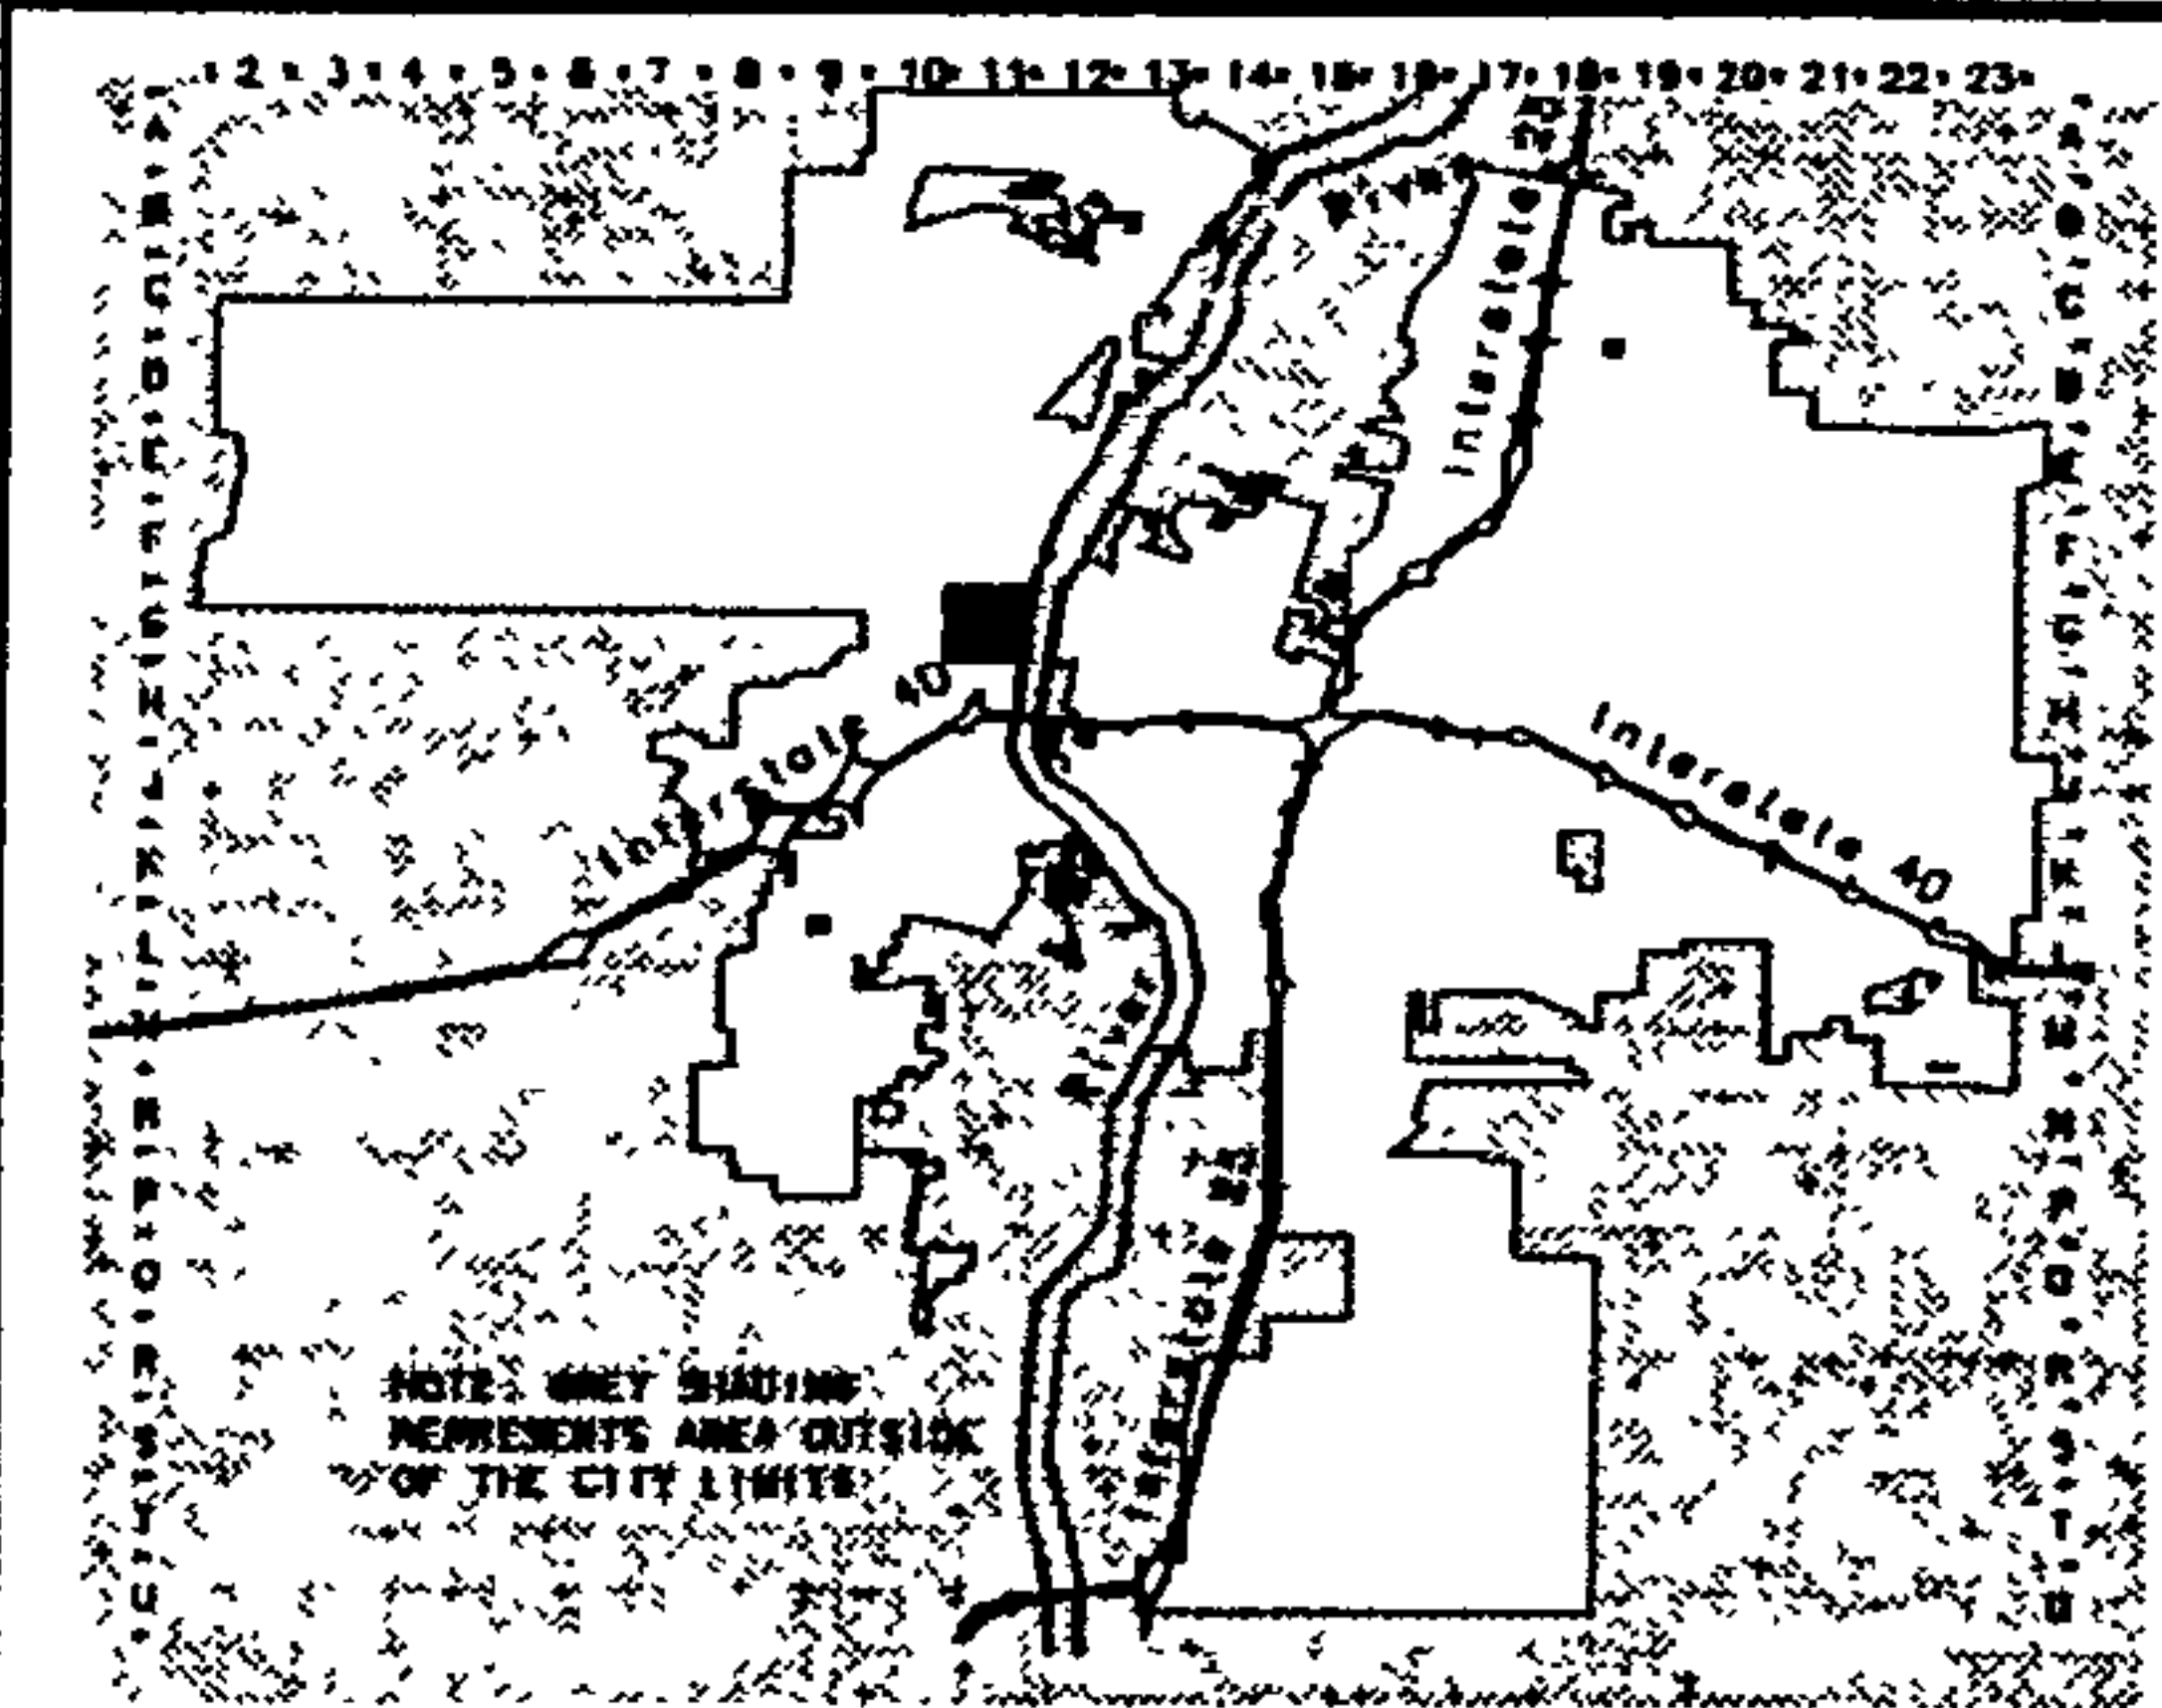 2 • 3 • 4 • 5 • 6 • 7 • 8 • 9 • 10 • 11 • 12 • 13 • 14 • 15 • 16 • 17 • 18 • 19 • 20 • 21 • 22 • 23 •
25
River
Interstate
Interstate 40
Interstate 40
River
Interstate 25
NOTE: GREY SHADING
REPRESENTS AREA OUTSIDE
OF THE CITY LIMITS